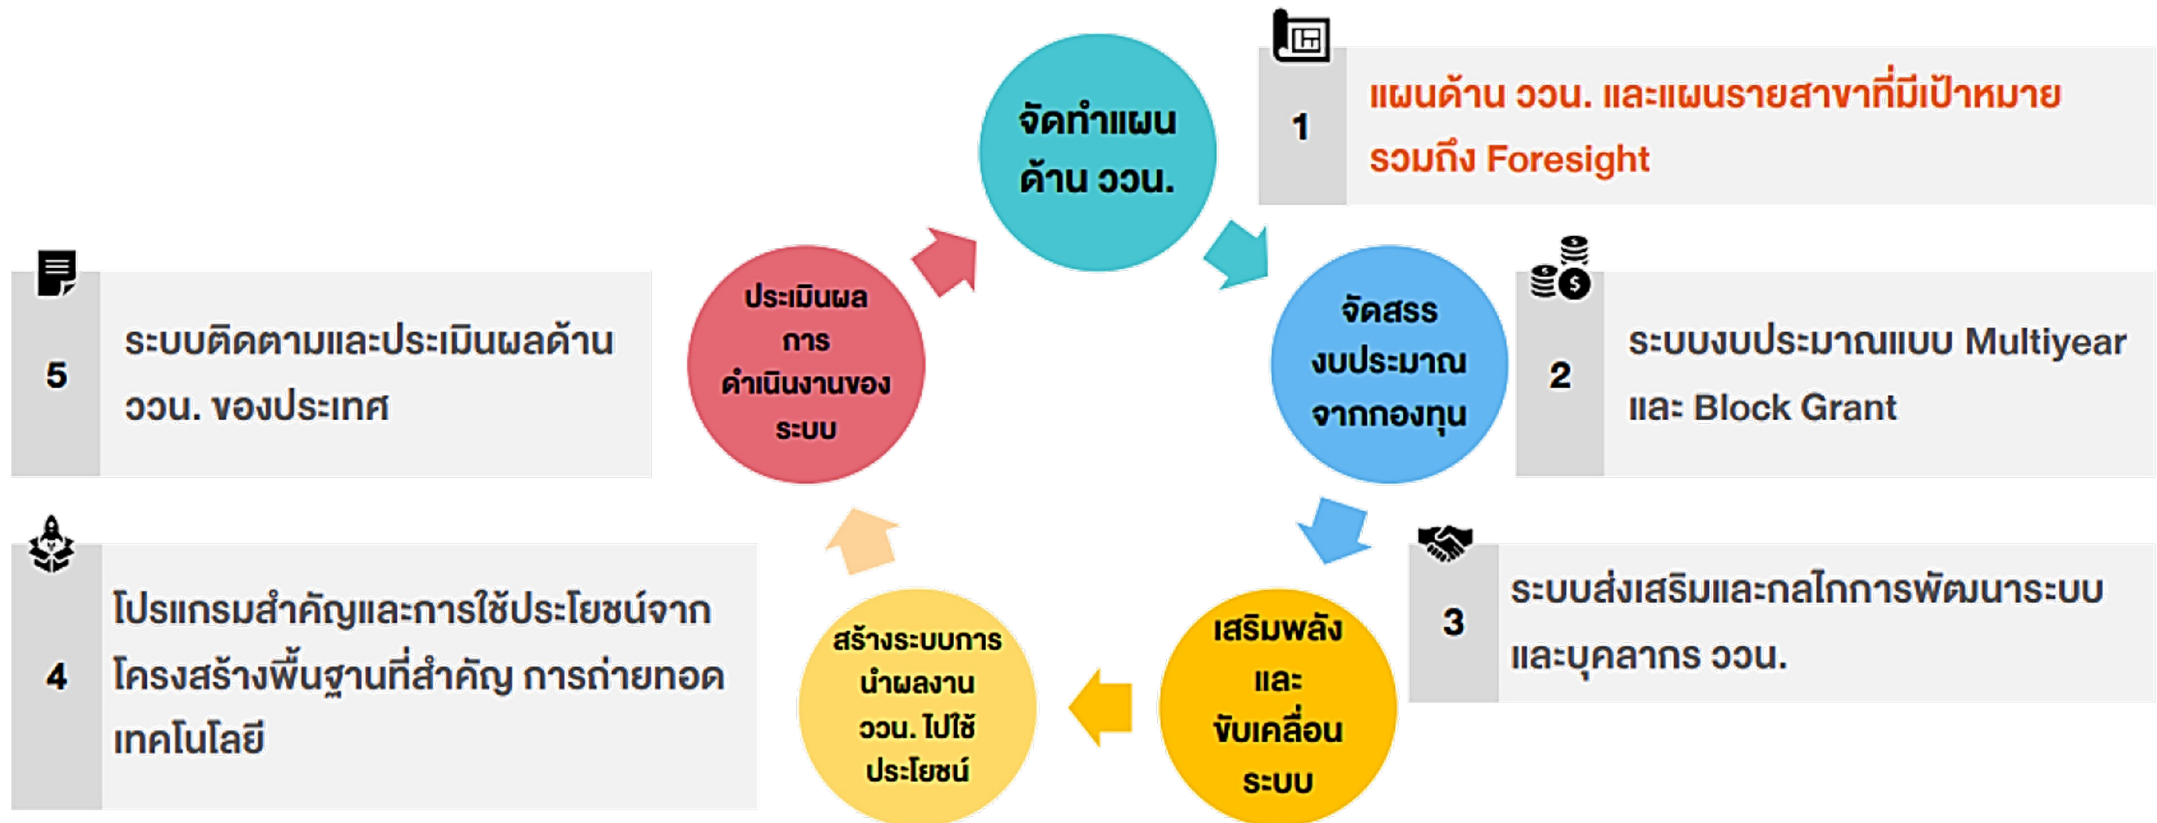 จัดทำแผน
ด้าน ววน.
1
แผนด้าน ววน. และแผนรายสาขาที่มีเป้าหมาย
รวมถึง Foresight
จัดสรร
งบประมาณ
จากกองทุน
2
ระบบงบประมาณแบบ Multiyear
และ Block Grant
เสริมพลัง
และ
ขับเคลื่อน
ระบบ
3
ระบบส่งเสริมและกลไกการพัฒนาระบบ
และบุคลากร ววน.
สร้างระบบการ
นำผลงาน
ววน. ไปใช้
ประโยชน์
4
โปรแกรมสำคัญและการใช้ประโยชน์จาก
โครงสร้างพื้นฐานที่สำคัญ การถ่ายทอด
เทคโนโลยี
ประเมินผล
การ
ดำเนินงานของ
ระบบ
5
ระบบติดตามและประเมินผลด้าน
ววน. ของประเทศ